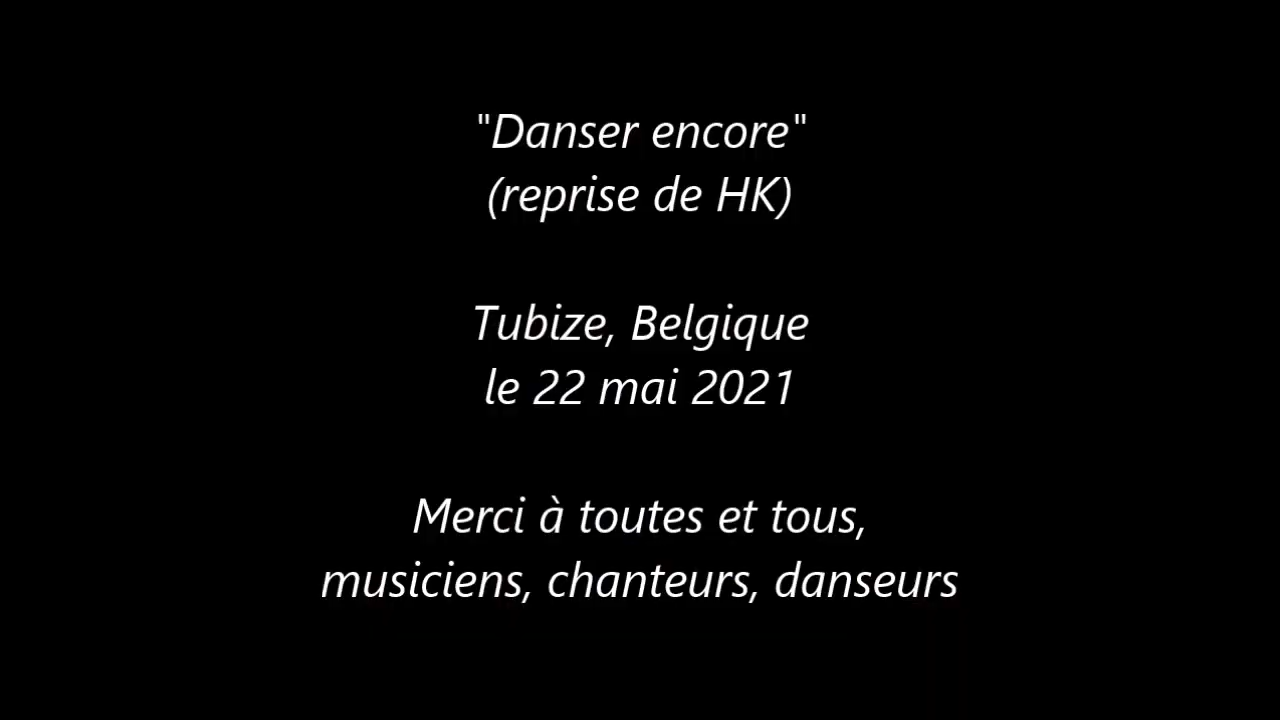 "Danser encore"
(reprise de HK)
Tubize, Belgique
le 22 mai 2021
Merci à toutes et tous,
musiciens, chanteurs, danseurs